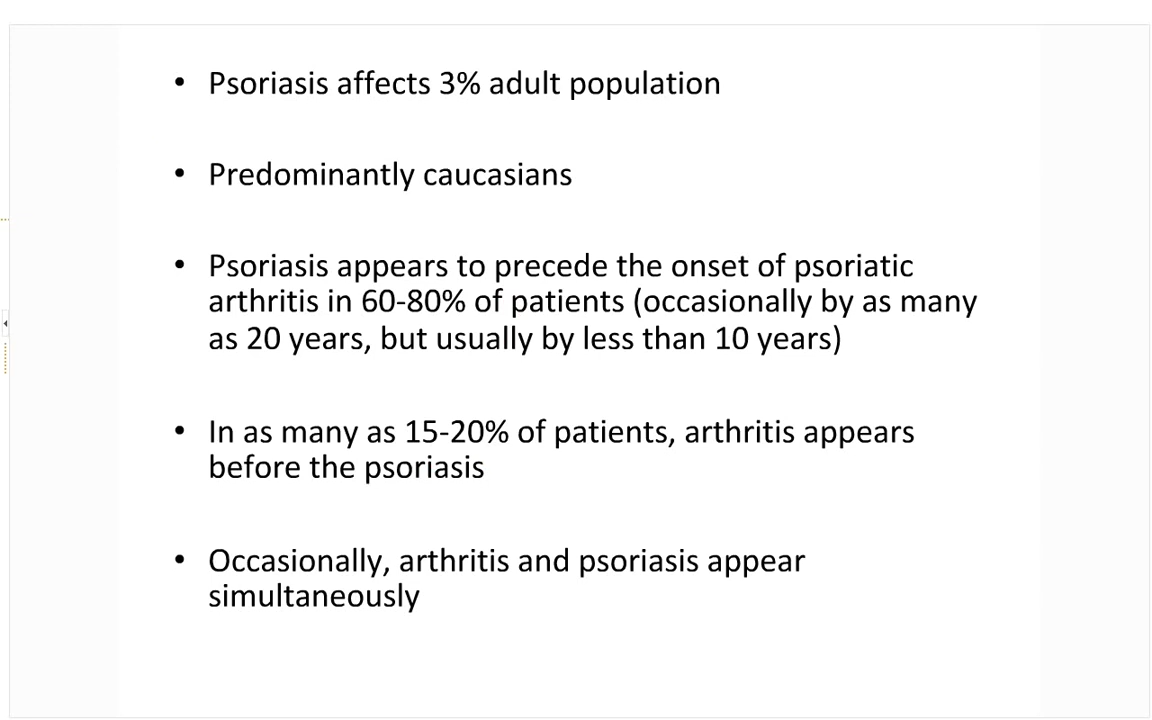 • Psoriasis affects 3% adult population
• Predominantly caucasians
• Psoriasis appears to precede the onset of psoriatic
arthritis in 60-80% of patients (occasionally by as many
as 20 years, but usually by less than 10 years)
• In as many as 15-20% of patients, arthritis appears
before the psoriasis
• Occasionally, arthritis and psoriasis appear
simultaneously